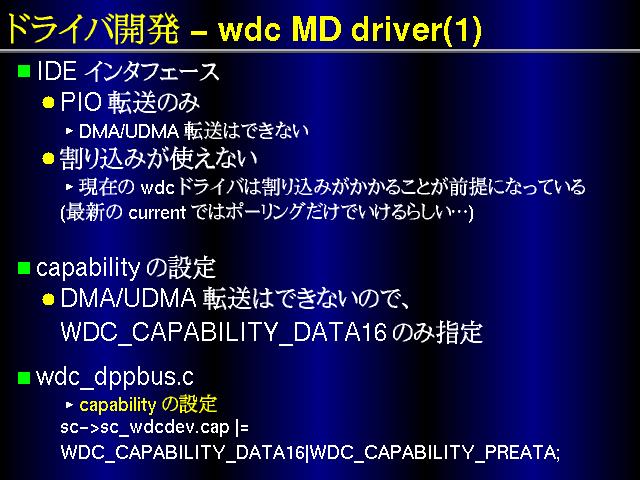 ドライバ開発 – wdc MD driver(1)
IDE インタフェース
PIO 転送のみ
DMA/UDMA 転送はできない
割り込みが使えない
現在の wdcドライバは割り込みがかかることが前提になっている
(最新の current ではポーリングだけでいけるらしい…)
capability の設定
DMA/UDMA 転送はできないので、
WDC_CAPABILITY_DATA16 のみ指定
wdc_dppbus.c
capability の設定
sc->sc_wdcdev.cap |=
WDC_CAPABILITY_DATA16|WDC_CAPABILITY_PREATA;